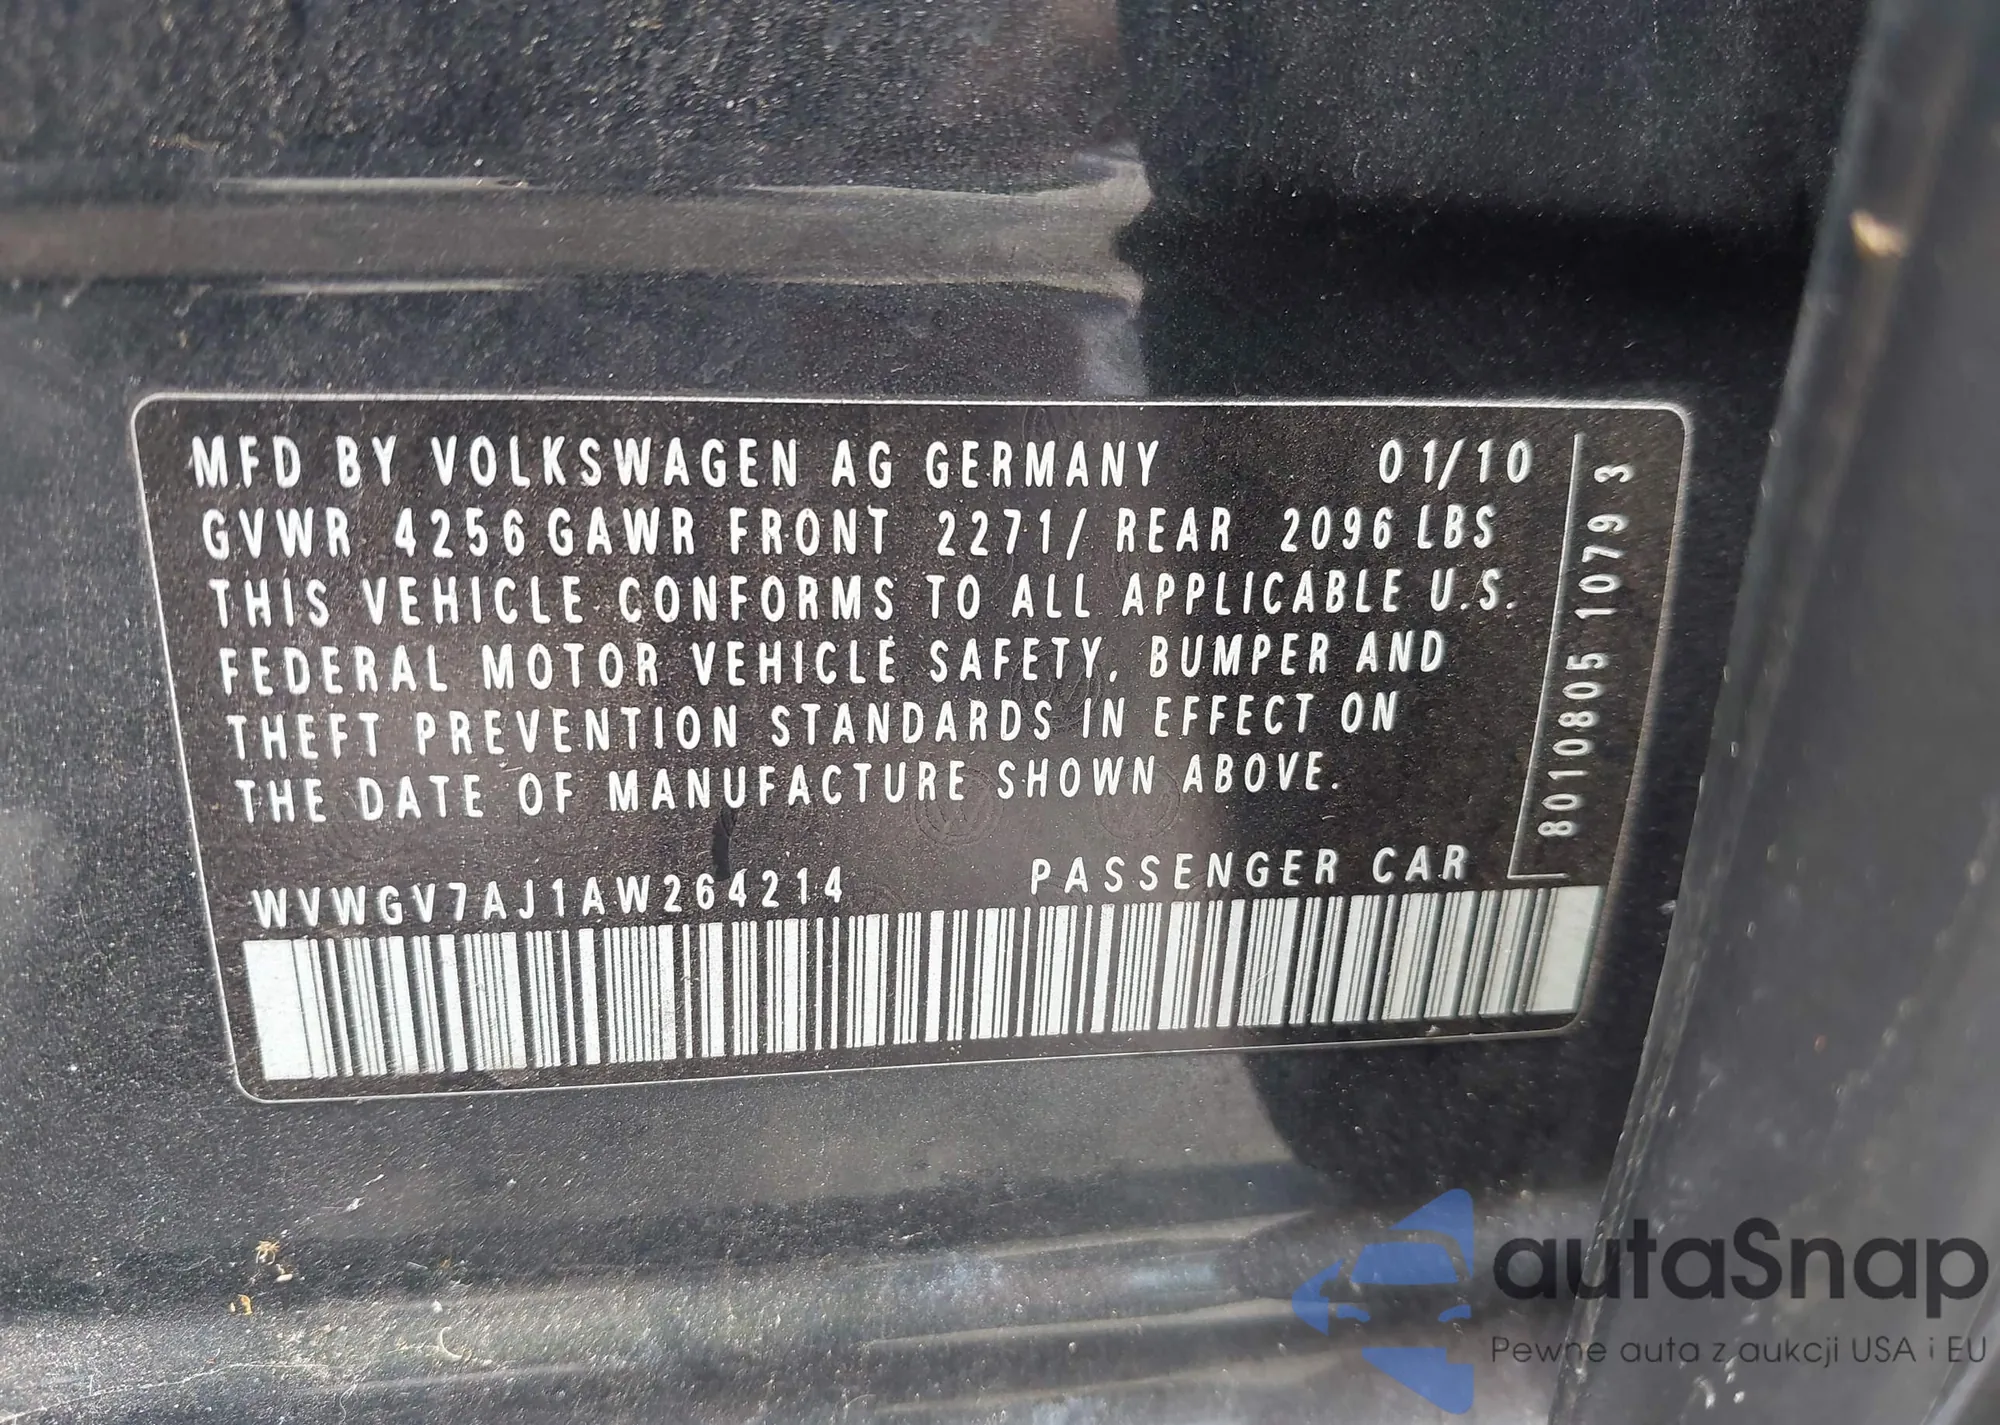 MFD BY VOLKSWAGEN AG GERMANY 01/10
GVWR 4256 GAWR FRONT 2271/ REAR 2096 LBS
THIS VEHICLE CONFORMS TO ALL APPLICABLE U.S.
FEDERAL MOTOR VEHICLE SAFETY, BUMPER AND
THEFT PREVENTION STANDARDS IN EFFECT ON
THE DATE OF MANUFACTURE SHOWN ABOVE.
WVWGV7AJ1AW264214 PASSENGER CAR
801 0805 1079 3
autaSnap
Pewne auta z aukcji USA i EU